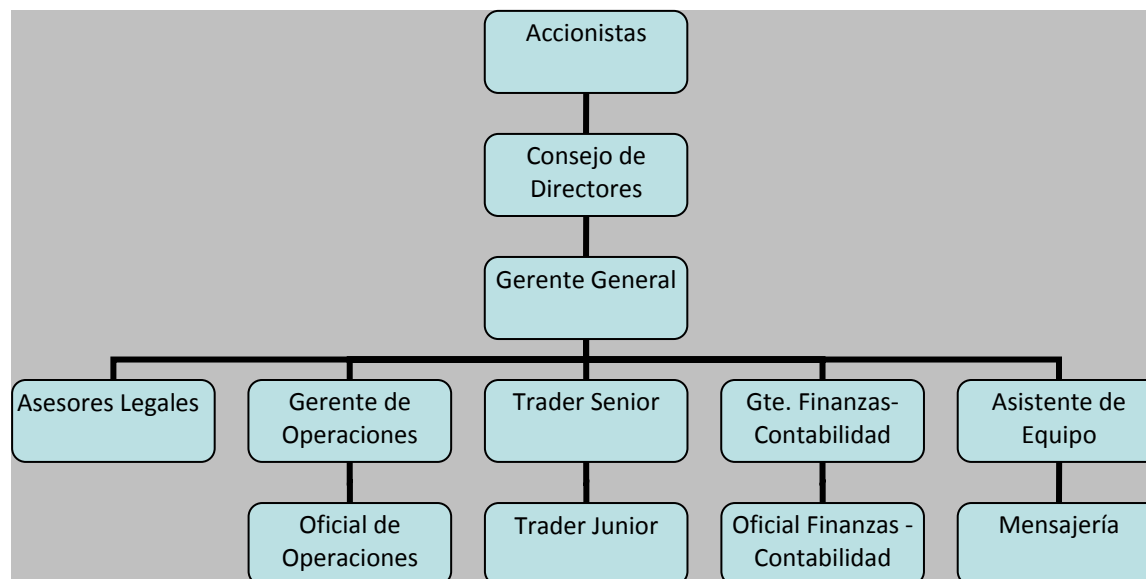 Accionistas
Consejo de
Directores
Gerente General
Asesores Legales
Gerente de
Operaciones
Trader Senior
Gte. Finanzas-
Contabilidad
Asistente de
Equipo
Oficial de
Operaciones
Trader Junior
Oficial Finanzas -
Contabilidad
Mensajería